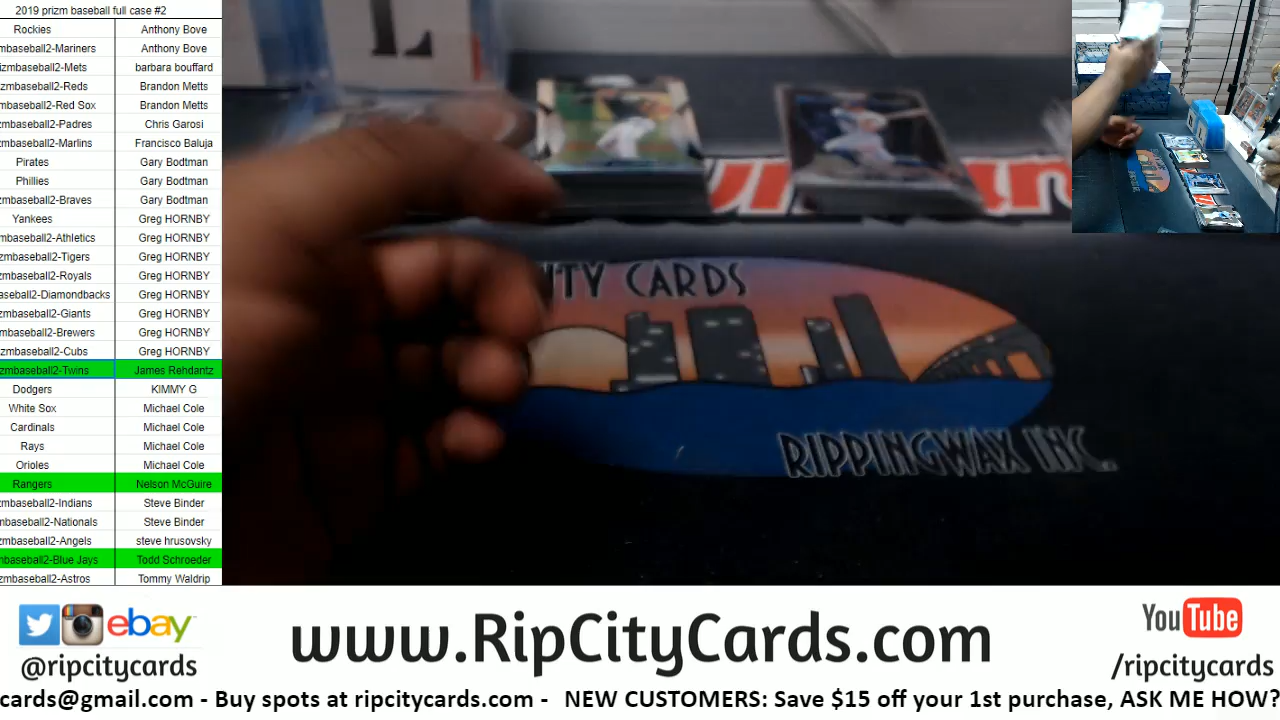 2019 prizm baseball full case #2
Rockies Anthony Bove
mbaseball2-Mariners Anthony Bove
izmbaseball2-Mets barbara bouffard
izmbaseball2-Reds Brandon Metts
zmbaseball2-Red Sox Brandon Metts
zmbaseball2-Padres Chris Garosi
zmbaseball2-Marlins Francisco Baluja
Pirates Gary Bodtman
Phillies Gary Bodtman
zmbaseball2-Braves Gary Bodtman
Yankees Greg HORNBY
mbaseball2-Athletics Greg HORNBY
zmbaseball2-Tigers Greg HORNBY
zmbaseball2-Royals Greg HORNBY
aseball2-Diamondbacks Greg HORNBY
zmbaseball2-Giants Greg HORNBY
mbaseball2-Brewers Greg HORNBY
zmbaseball2-Cubs Greg HORNBY
zmbaseball2-Twins James Rehdantz
Dodgers KIMMY G
White Sox Michael Cole
Cardinals Michael Cole
Rays Michael Cole
Orioles Michael Cole
Rangers Nelson McGuire
zmbaseball2-Indians Steve Binder
mbaseball2-Nationals Steve Binder
zmbaseball2-Angels steve hrusovsky
mbaseball2-Blue Jays Todd Schroeder
zmbaseball2-Astros Tommy Waldrip
ITY CARDS
RIPPINGWAX INC.
ebay
@ripcitycards
www.RipCityCards.com
YouTube
/ripcitycards
cards@gmail.com - Buy spots at ripcitycards.com - NEW CUSTOMERS: Save $15 off your 1st purchase, ASK ME HOW?